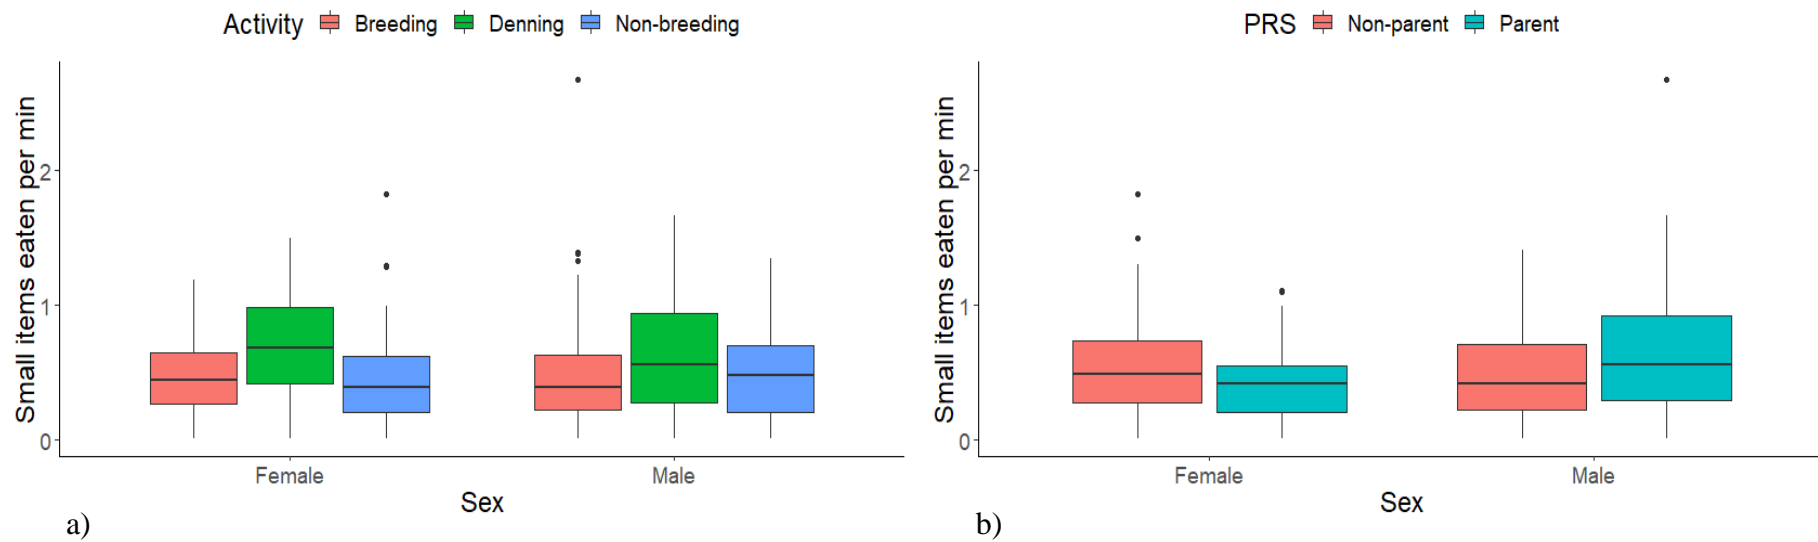 Activity Breeding Denning Non-breeding
Small items eaten per min
2
1
0
Female Male
Sex
a)
PRS Non-parent Parent
Small items eaten per min
2
1
0
Female Male
Sex
b)